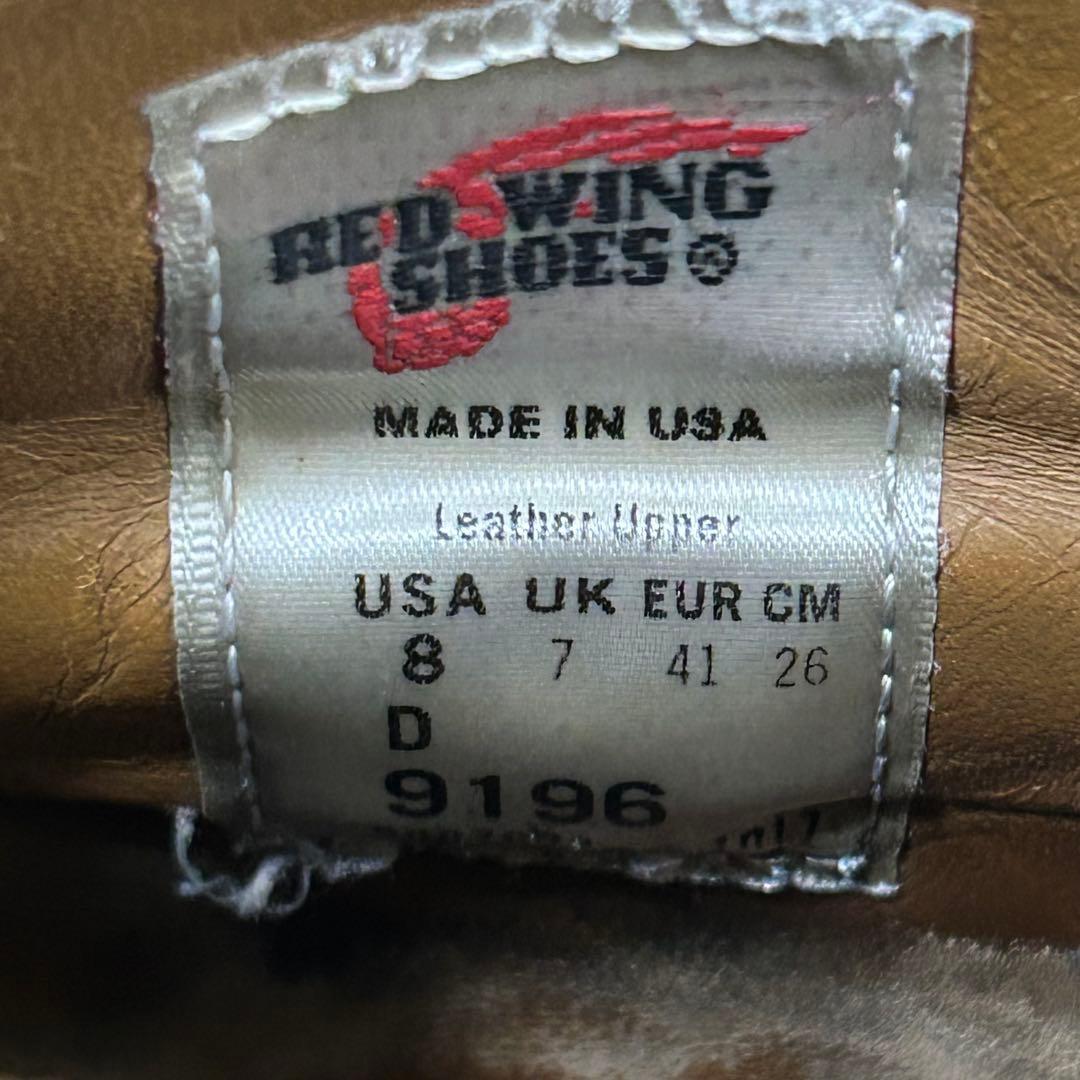 RED WING
SHOES®
MADE IN USA
Leather Upper
USA UK EUR CM
8 7 41 26
D
9196